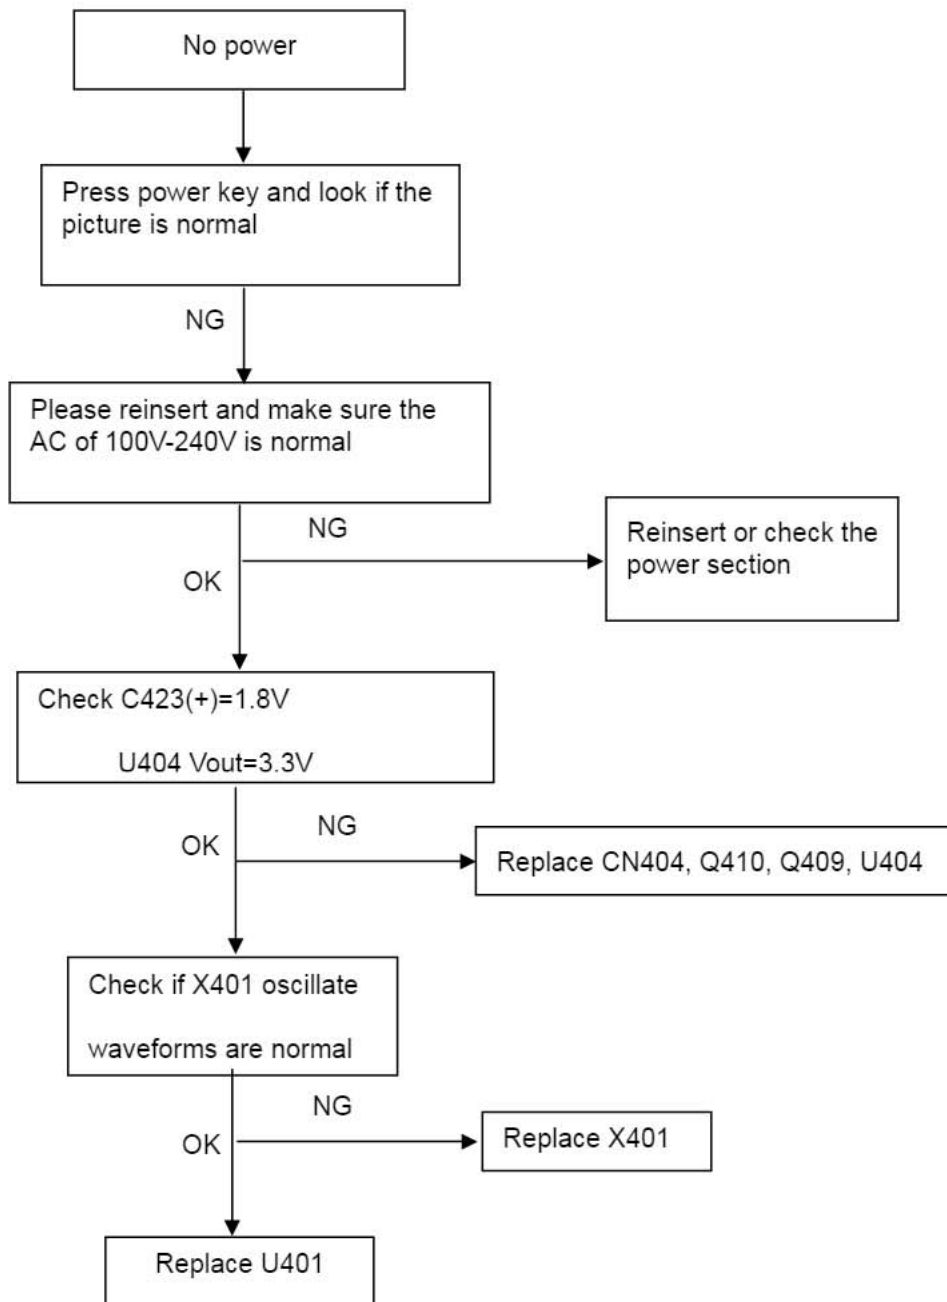 No power
Press power key and look if the
picture is normal
NG
Please reinsert and make sure the
AC of 100V-240V is normal
NG
Reinsert or check the
power section
OK
Check C423(+)=1.8V
U404 Vout=3.3V
NG
OK
Replace CN404, Q410, Q409, U404
Check if X401 oscillate
waveforms are normal
NG
OK
Replace X401
Replace U401